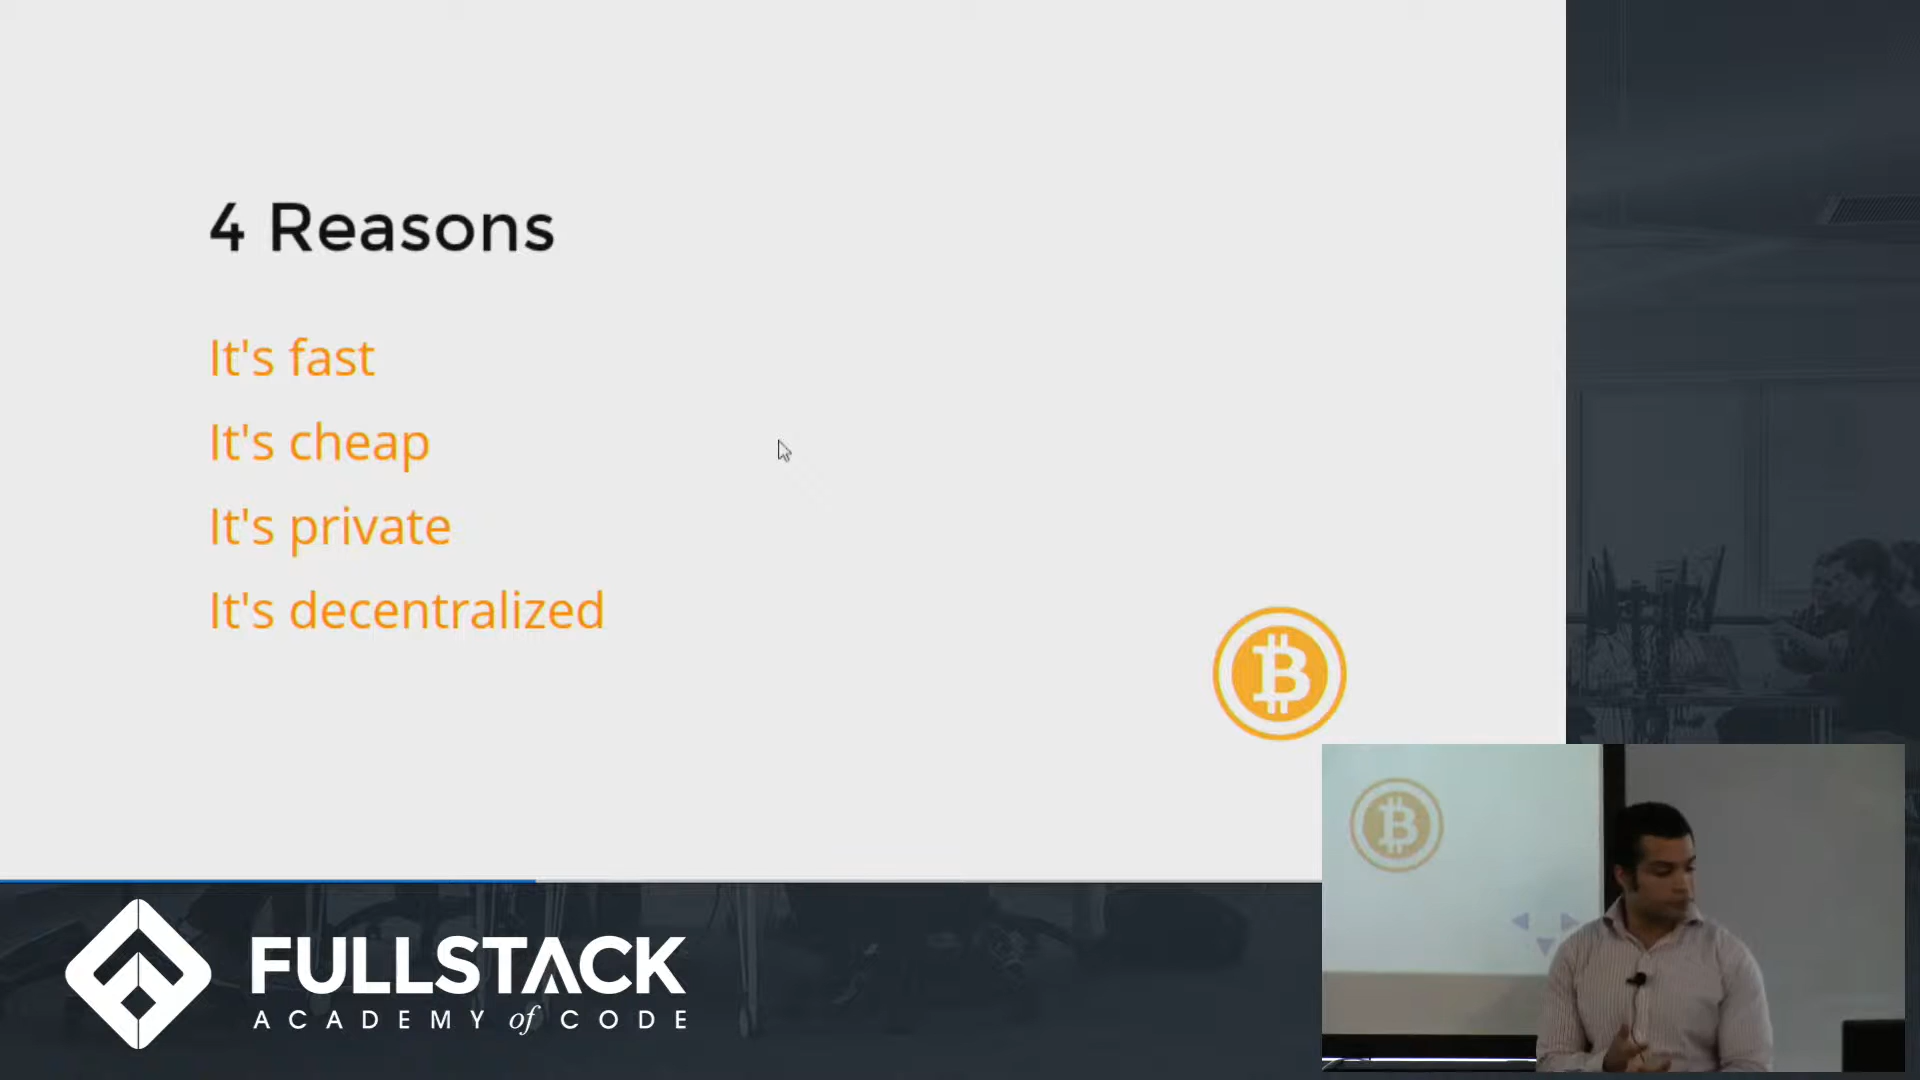 4 Reasons
It's fast
It's cheap
It's private
It's decentralized
FULLSTACK
ACADEMY of CODE